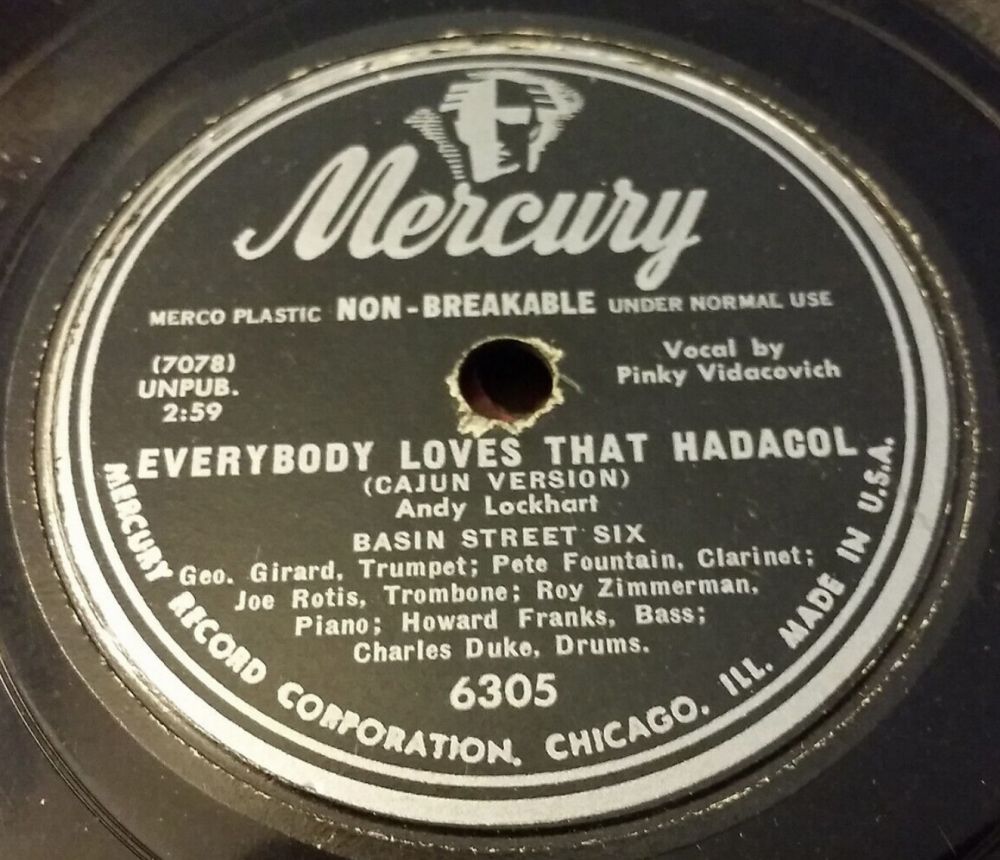 Mercury
MERCO PLASTIC NON-BREAKABLE UNDER NORMAL USE
(7078)
UNPUB.
2:59
Vocal by
Pinky Vidacovich
EVERYBODY LOVES THAT HADACOL
(CAJUN VERSION)
Andy Lockhart
BASIN STREET SIX
Geo. Girard, Trumpet; Pete Fountain, Clarinet;
Joe Rotis, Trombone; Roy Zimmerman,
Piano; Howard Franks, Bass;
Charles Duke, Drums.
6305
MERCURY RECORD CORPORATION, CHICAGO, ILL. MADE IN U.S.A.